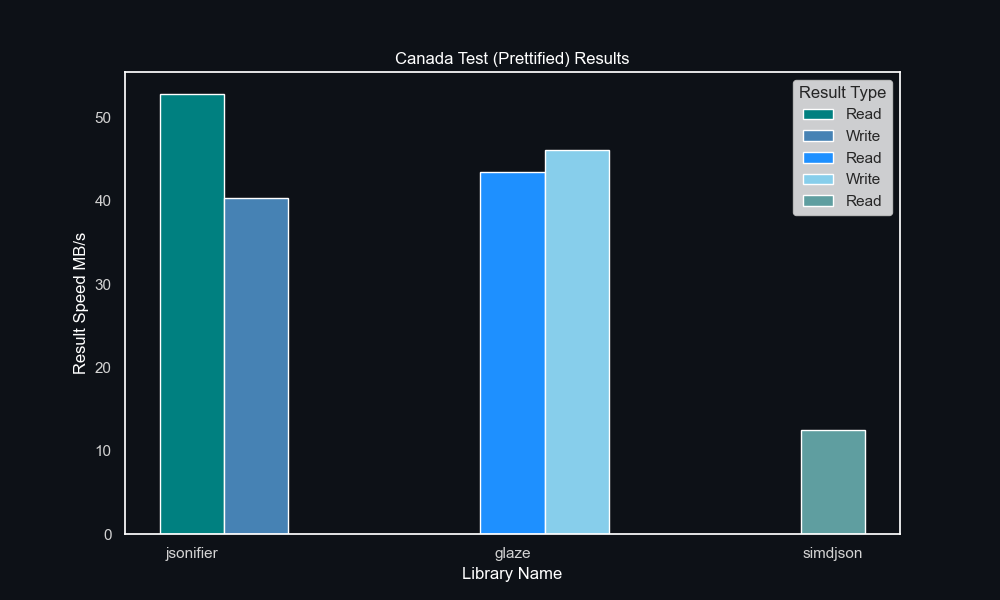 Canada Test (Prettified) Results
Result Type
Read
Write
Read
Write
Read
Result Speed MB/s
50
40
30
20
10
0
jsonifier glaze simdjson
Library Name